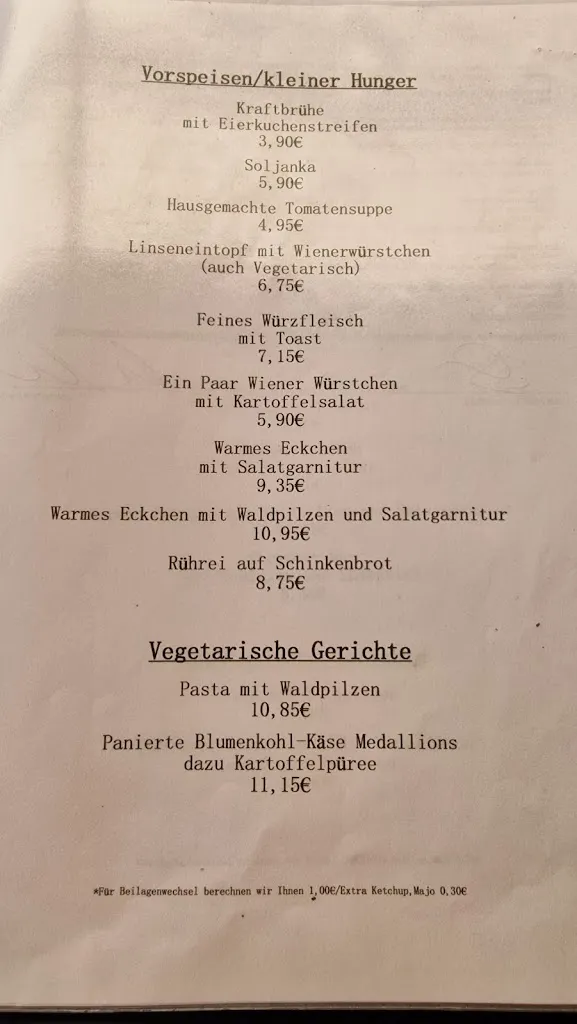 Vorspeisen/kleiner Hunger
Kraftbrühe
mit Eierkuchenstreifen
3,90€
Soljanka
5,90€
Hausgemachte Tomatensuppe
4,95€
Linseneintopf mit Wienerwürstchen
(auch Vegetarisch)
6,75€
Feines Würzfleisch
mit Toast
7,15€
Ein Paar Wiener Würstchen
mit Kartoffelsalat
5,90€
Warmes Eckchen
mit Salatgarnitur
9,35€
Warmes Eckchen mit Waldpilzen und Salatgarnitur
10,95€
Rührei auf Schinkenbrot
8,75€
Vegetarische Gerichte
Pasta mit Waldpilzen
10,85€
Panierte Blumenkohl-Käse Medallions
dazu Kartoffelpüree
11,15€
*Für Beilagenwechsel berechnen wir Ihnen 1,00€/Extra Ketchup,Majo 0,30€